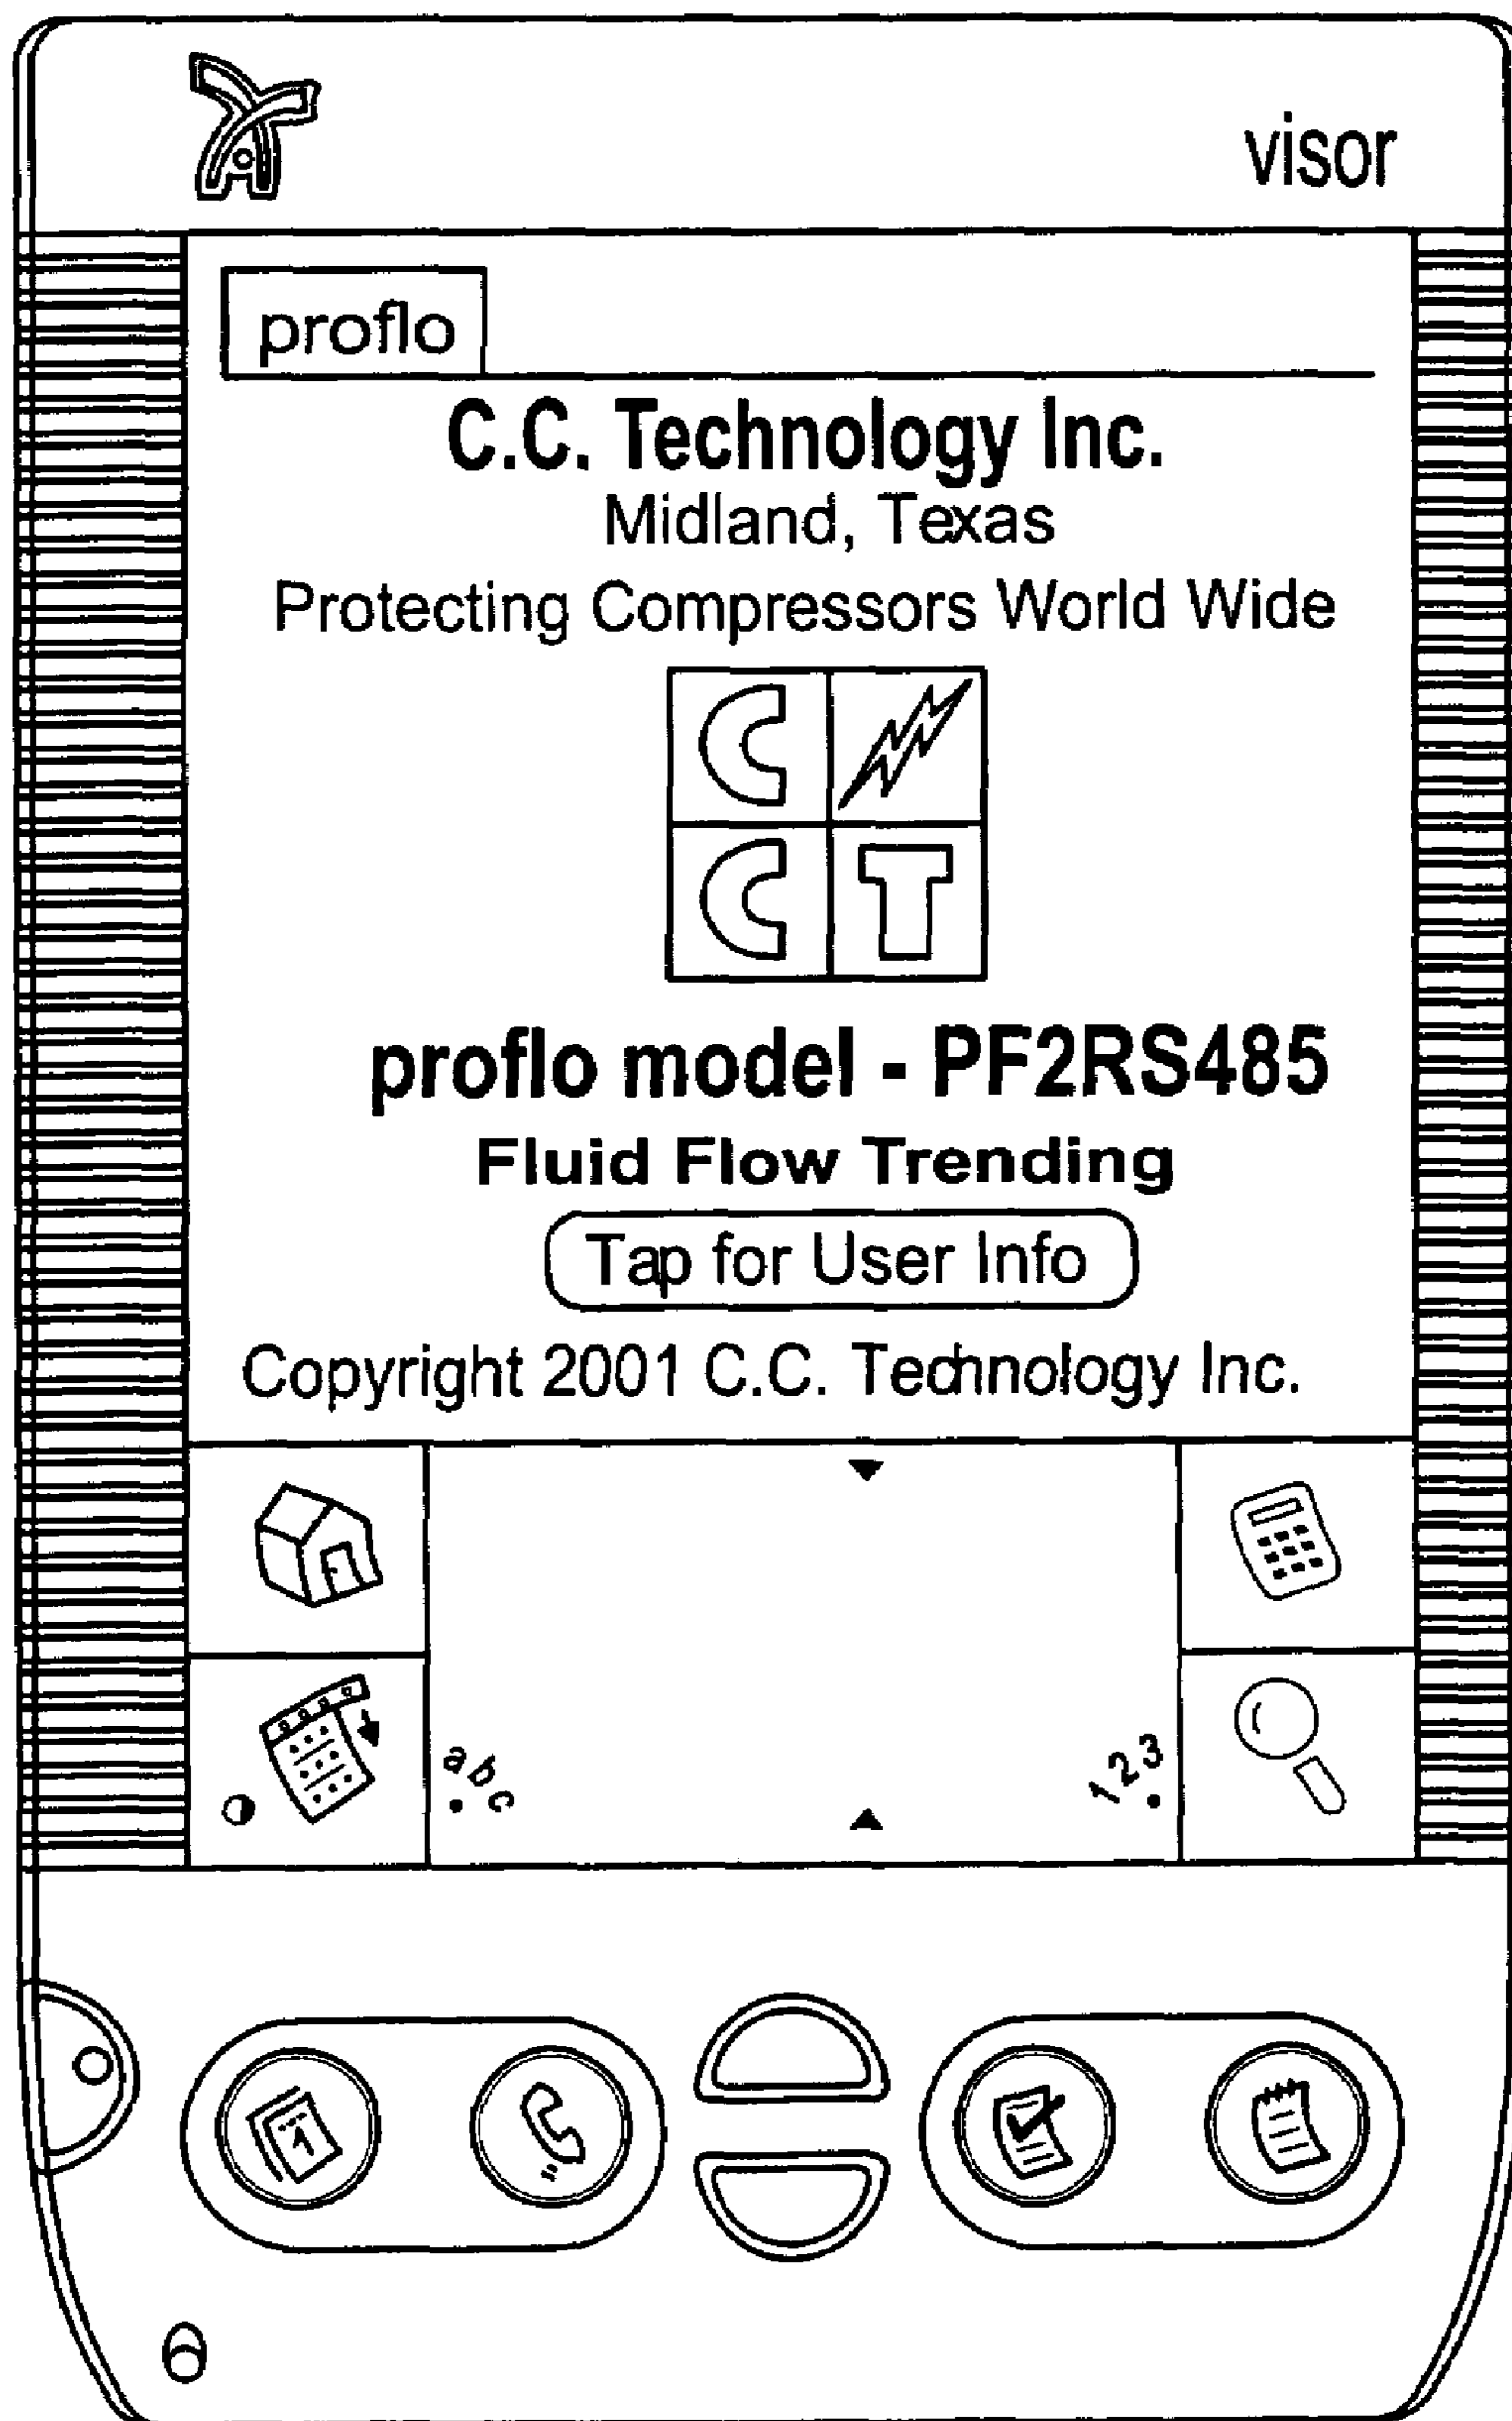 visor
proflo
C.C. Technology Inc.
Midland, Texas
Protecting Compressors World Wide
C
C T
proflo model - PF2RS485
Fluid Flow Trending
Tap for User Info
Copyright 2001 C.C. Technology Inc.
abc
123
1